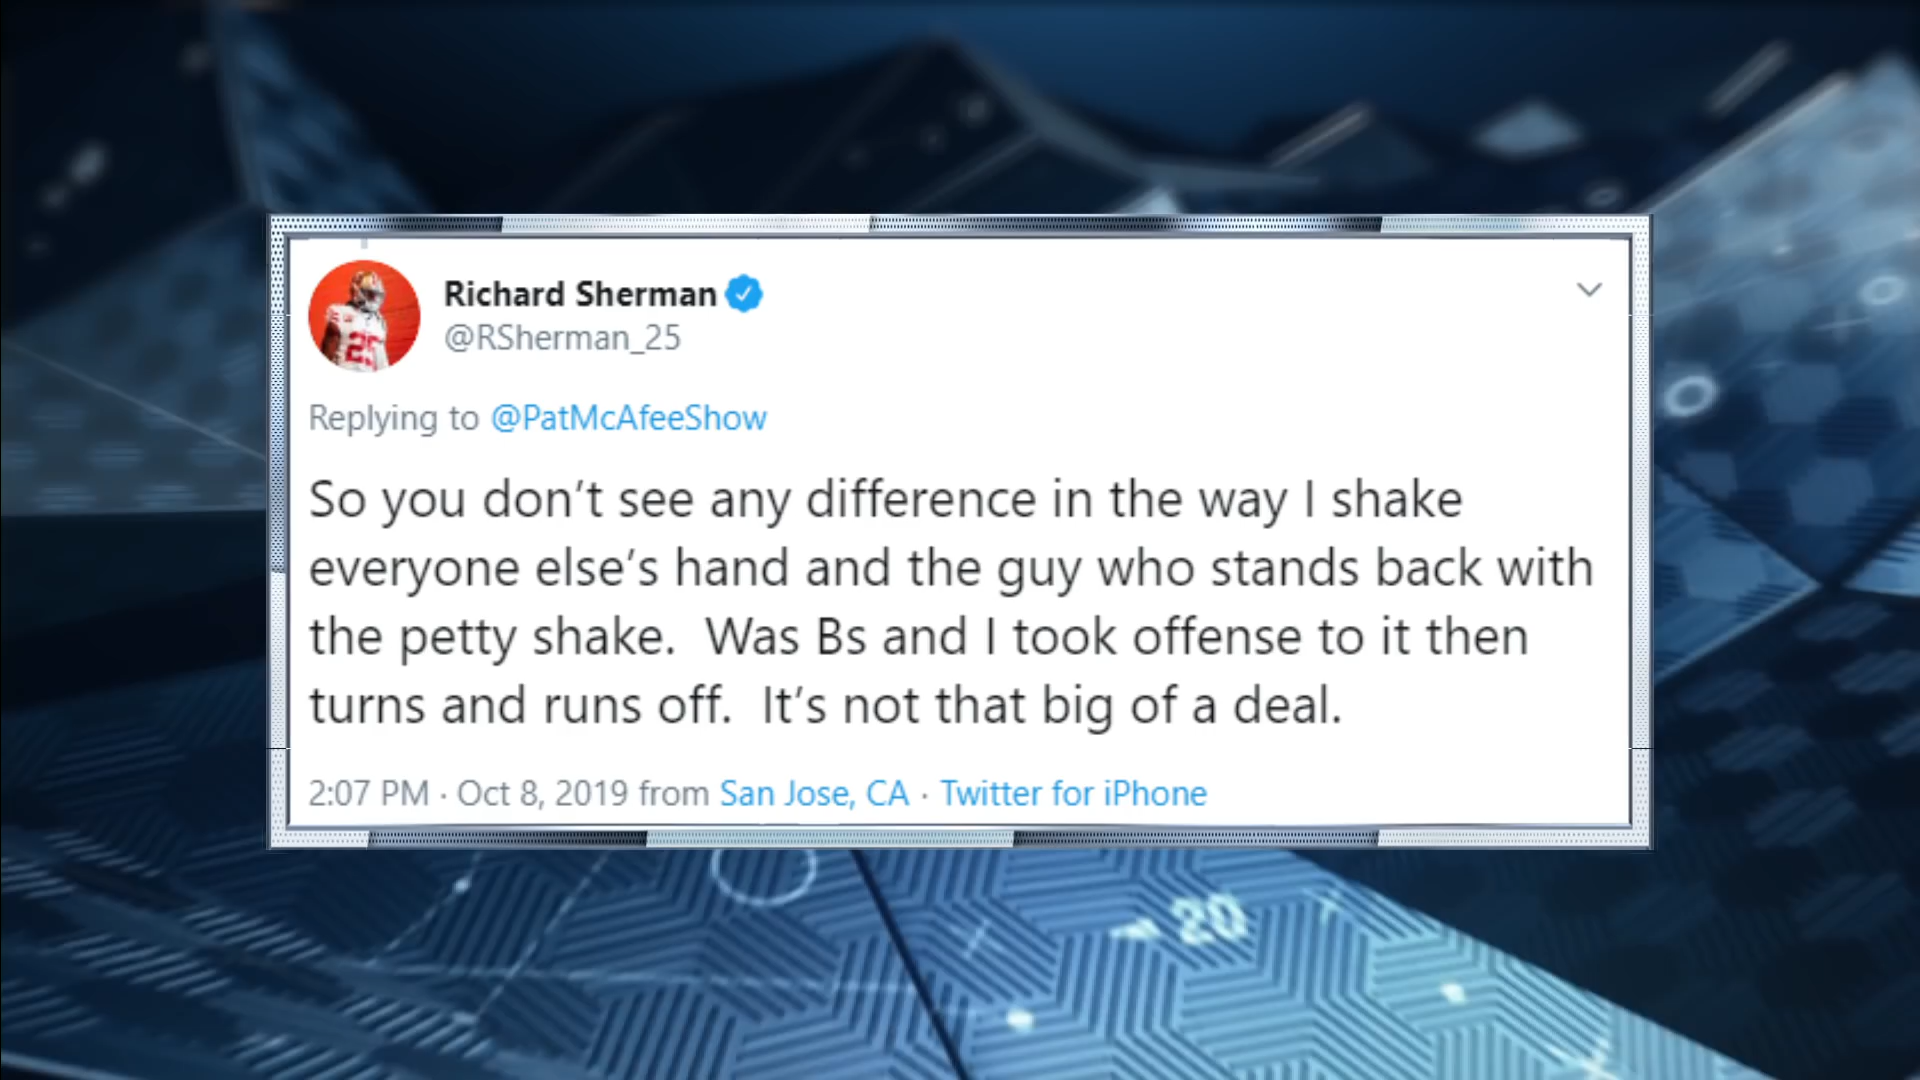 Richard Sherman
@RSherman_25
Replying to @PatMcAfeeShow
So you don’t see any difference in the way I shake
everyone else’s hand and the guy who stands back with
the petty shake.  Was Bs and I took offense to it then
turns and runs off.  It’s not that big of a deal.
2:07 PM · Oct 8, 2019 from San Jose, CA · Twitter for iPhone
20